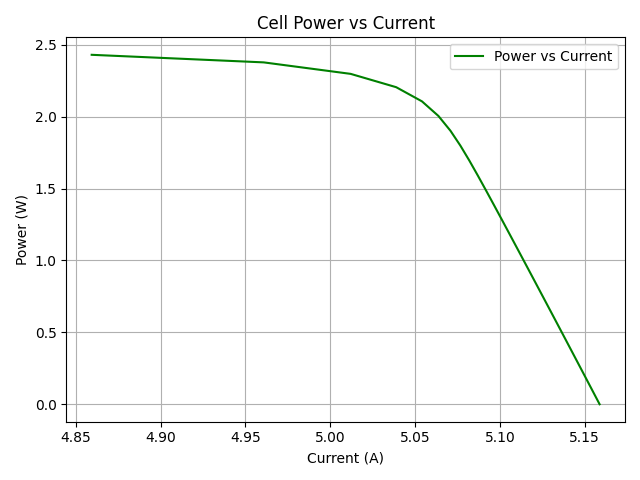 Cell Power vs Current
Power vs Current
Power (W)
2.5
2.0
1.5
1.0
0.5
0.0
4.85 4.90 4.95 5.00 5.05 5.10 5.15
Current (A)